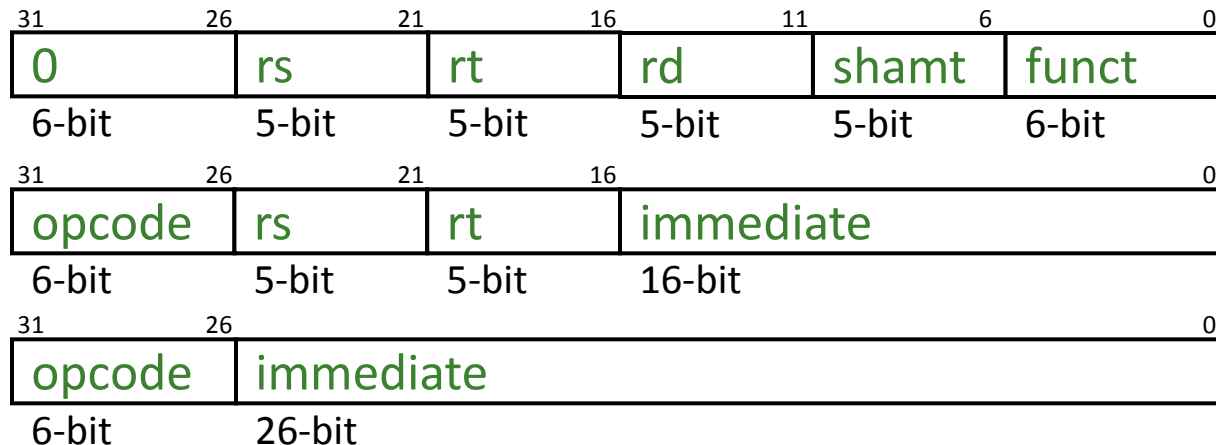 31 26 21 16 11 6 0
0 rs rt rd shamt funct
6-bit 5-bit 5-bit 5-bit 5-bit 6-bit
31 26 21 16 0
opcode rs rt immediate
6-bit 5-bit 5-bit 16-bit
31 26 0
opcode immediate
6-bit 26-bit